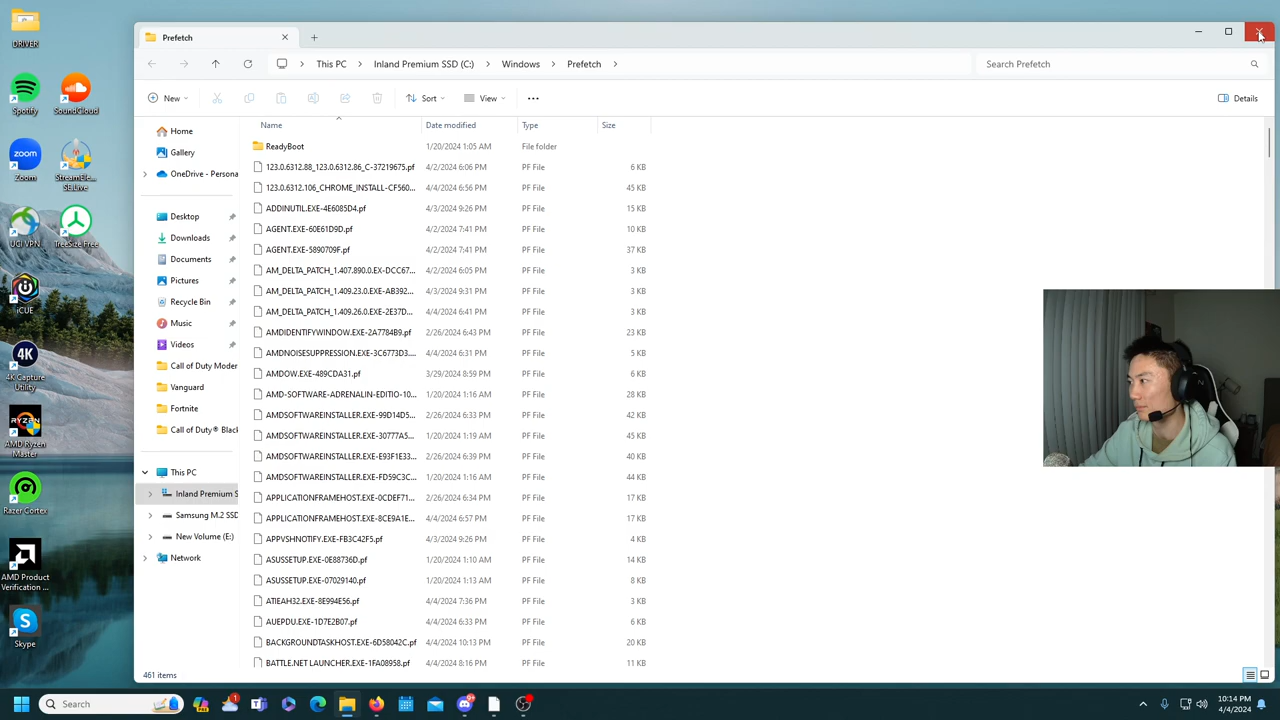 DRIVER
Spotify
SoundCloud
Zoom
zoom
Streamlabs
UCI VPN
TreeSize Free
iCUE
4K
4K Capture
Utility
RYZEN
AMD Ryzen
Master
Razer Cortex
AMD Product
Verification ...
Skype
Prefetch
This PC
Inland Premium SSD (C:)
Windows
Prefetch
Search Prefetch
New
Sort
View
Details
Home
Gallery
OneDrive - Persona
Desktop
Downloads
Documents
Pictures
Recycle Bin
Music
Videos
Call of Duty Moder
Vanguard
Fortnite
Call of Duty® Black
This PC
Inland Premium S
Samsung M.2 SSD
New Volume (E:)
Network
Name Date modified Type Size
ReadyBoot 1/20/2024 1:05 AM File folder
123.0.6312.88_123.0.6312.86_C-37219675.pf 4/2/2024 6:06 PM PF File 6 KB
123.0.6312.106_CHROME_INSTALL-CF560... 4/4/2024 6:56 PM PF File 45 KB
ADDINUTIL.EXE-4E6085D4.pf 4/3/2024 9:26 PM PF File 15 KB
AGENT.EXE-60E61D9D.pf 4/2/2024 7:41 PM PF File 10 KB
AGENT.EXE-5890709F.pf 4/2/2024 7:41 PM PF File 37 KB
AM_DELTA_PATCH_1.407.890.0.EX-DCC67... 4/2/2024 6:05 PM PF File 3 KB
AM_DELTA_PATCH_1.409.23.0.EXE-AB392... 4/3/2024 9:31 PM PF File 3 KB
AM_DELTA_PATCH_1.409.26.0.EXE-2E37D... 4/4/2024 6:41 PM PF File 3 KB
AMDIDENTIFYWINDOW.EXE-2A7784B9.pf 2/26/2024 6:43 PM PF File 23 KB
AMDNOISESUPPRESSION.EXE-3C6773D3.... 4/4/2024 6:31 PM PF File 5 KB
AMDOW.EXE-489CDA31.pf 3/29/2024 8:59 PM PF File 6 KB
AMD-SOFTWARE-ADRENALIN-EDITIO-10... 1/20/2024 1:16 AM PF File 28 KB
AMDSOFTWAREINSTALLER.EXE-99D14D5... 2/26/2024 6:33 PM PF File 42 KB
AMDSOFTWAREINSTALLER.EXE-30777A5... 1/20/2024 1:19 AM PF File 45 KB
AMDSOFTWAREINSTALLER.EXE-E93F1E33... 2/26/2024 6:39 PM PF File 40 KB
AMDSOFTWAREINSTALLER.EXE-FD59C3C... 1/20/2024 1:16 AM PF File 44 KB
APPLICATIONFRAMEHOST.EXE-0CDEF71... 2/26/2024 6:34 PM PF File 17 KB
APPLICATIONFRAMEHOST.EXE-8CE9A1E... 4/4/2024 6:57 PM PF File 17 KB
APPVSHNOTIFY.EXE-FB3C42F5.pf 4/3/2024 9:26 PM PF File 4 KB
ASUSSETUP.EXE-0E88736D.pf 1/20/2024 1:10 AM PF File 14 KB
ASUSSETUP.EXE-07029140.pf 1/20/2024 1:13 AM PF File 8 KB
ATIEAH32.EXE-8E994E56.pf 4/4/2024 7:36 PM PF File 3 KB
AUEPDU.EXE-1D7E2B07.pf 4/4/2024 6:33 PM PF File 6 KB
BACKGROUNDTASKHOST.EXE-6D58042C.pf 4/4/2024 10:13 PM PF File 20 KB
BATTLE.NET LAUNCHER.EXE-1FA08958.pf 4/4/2024 8:16 PM PF File 11 KB
461 items
Search
10:14 PM
4/4/2024